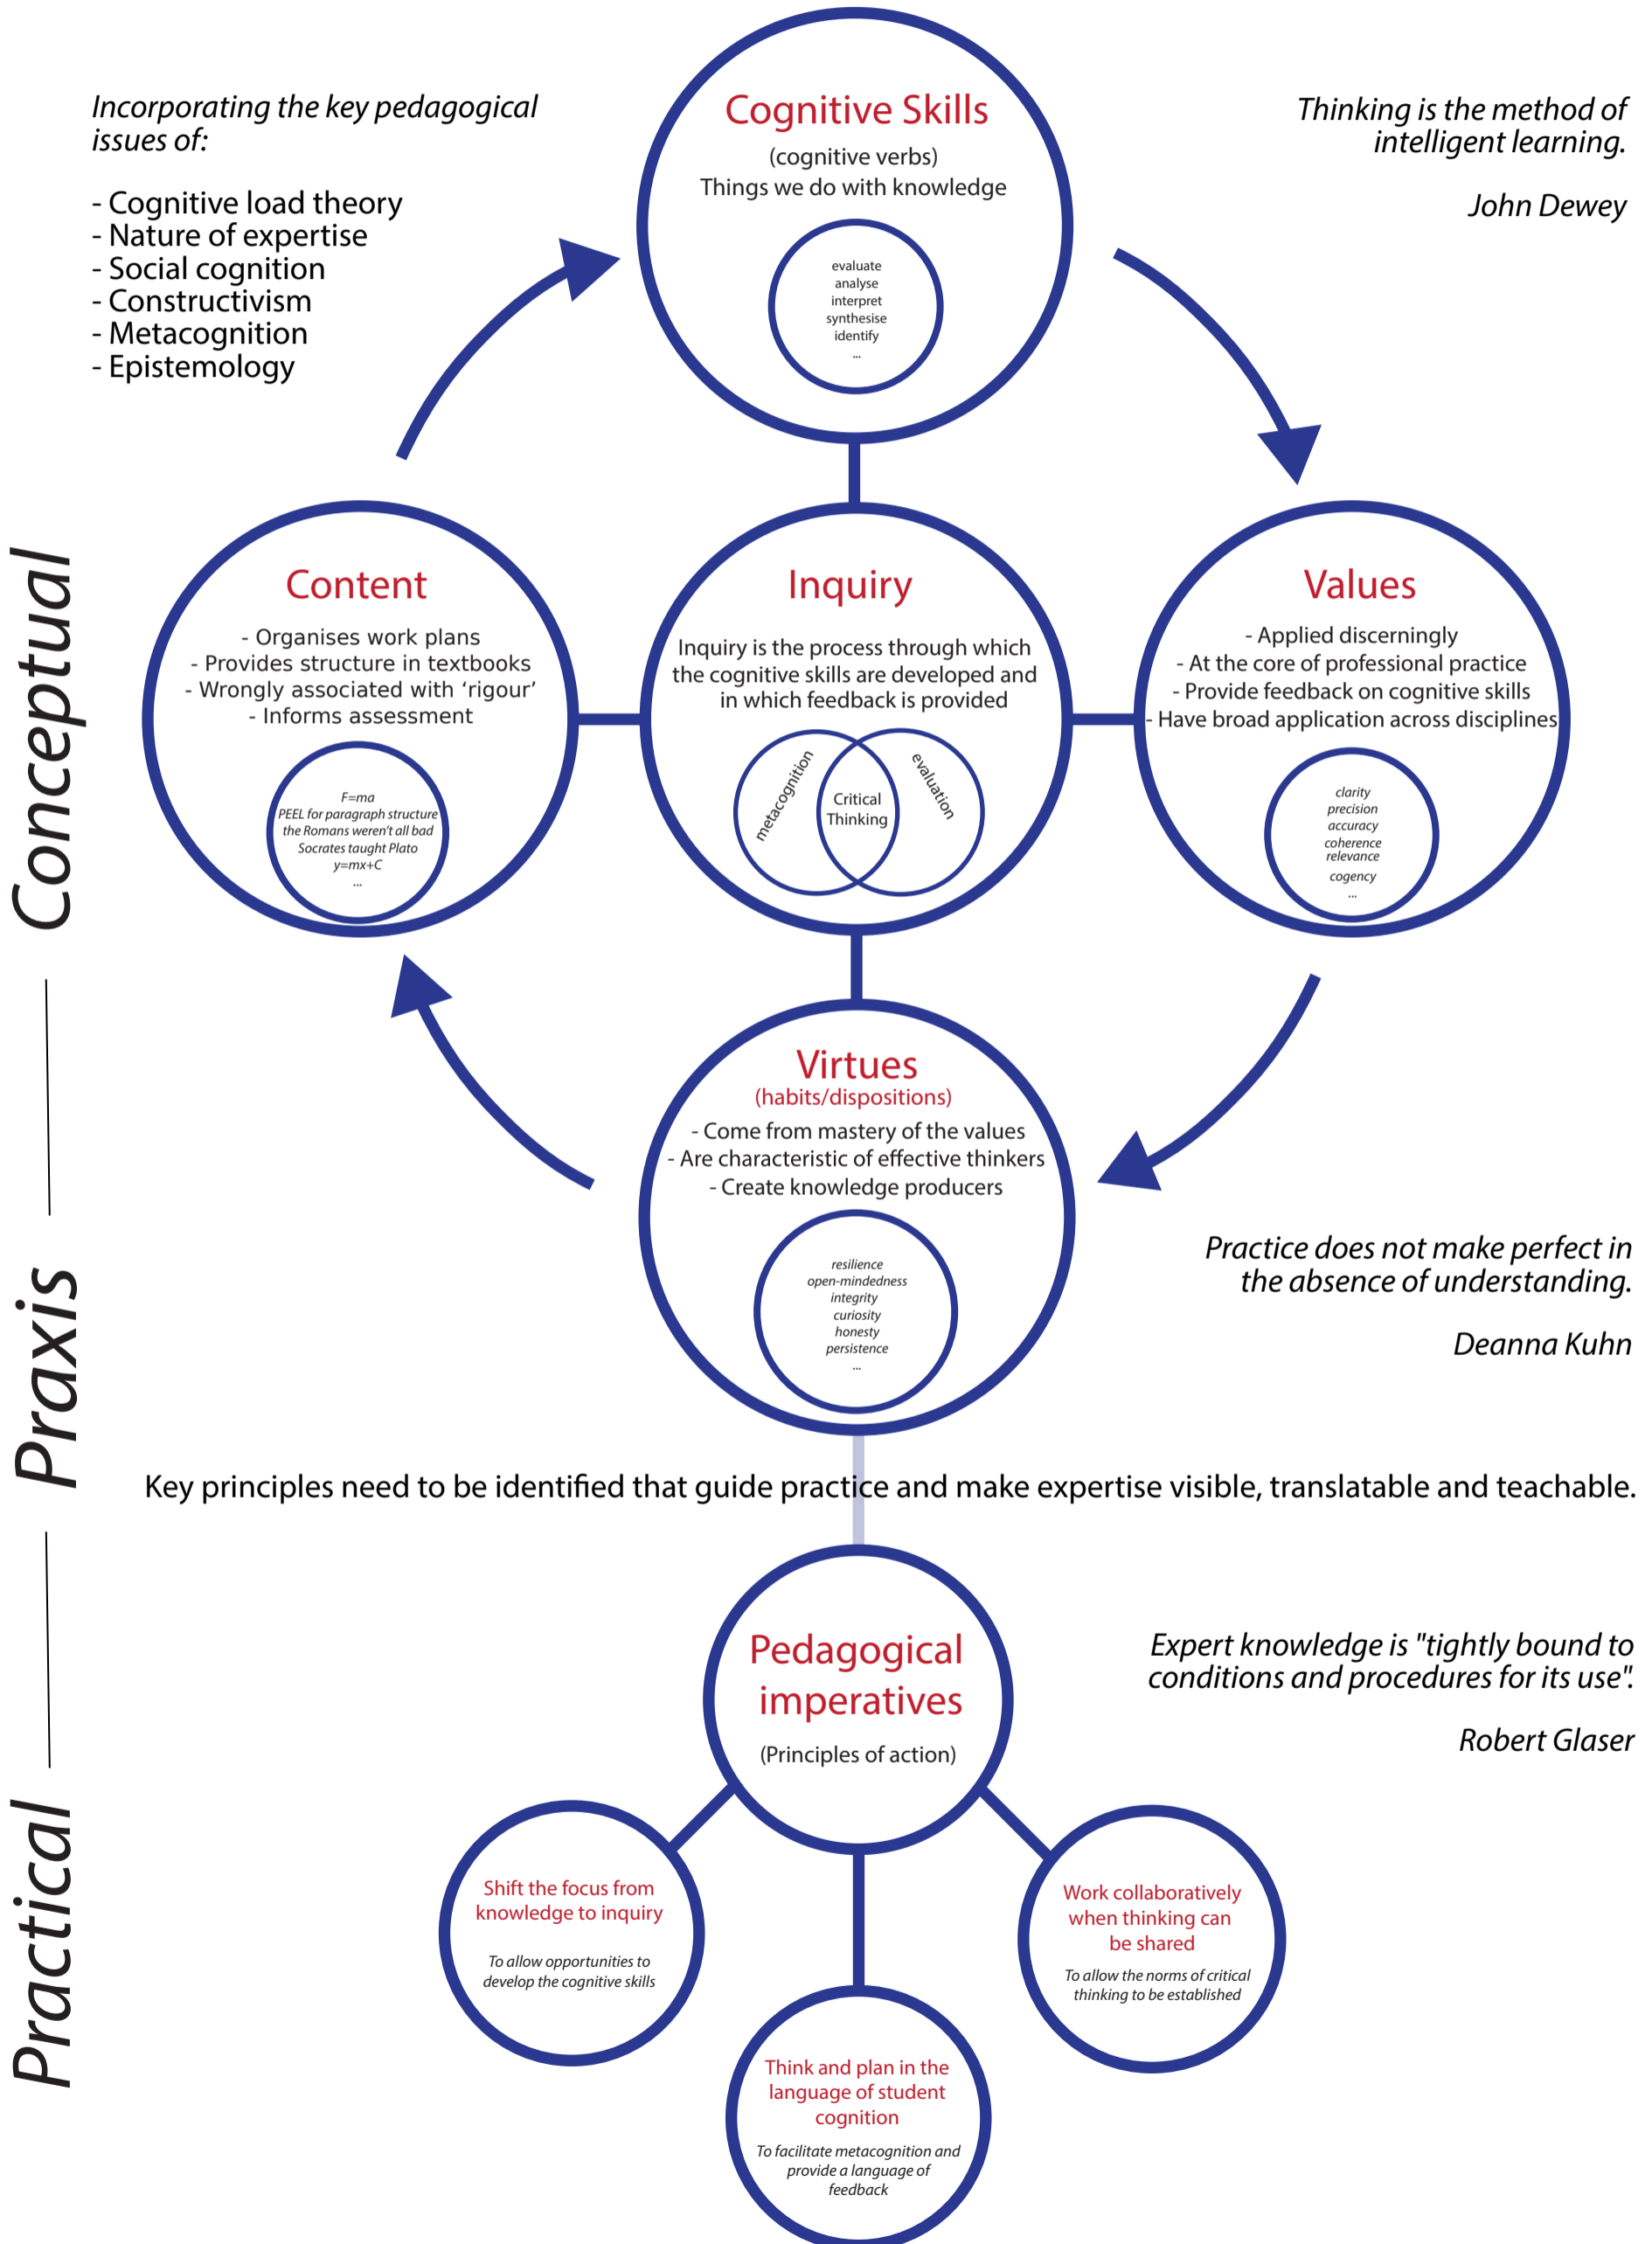 Incorporating the key pedagogical
issues of:
- Cognitive load theory
- Nature of expertise
- Social cognition
- Constructivism
- Metacognition
- Epistemology
Cognitive Skills
(cognitive verbs)
Things we do with knowledge
evaluate
analyse
interpret
synthesise
identify
...
Thinking is the method of
intelligent learning.
John Dewey
Conceptual
Content
- Organises work plans
- Provides structure in textbooks
- Wrongly associated with ‘rigour’
- Informs assessment
F=ma
PEEL for paragraph structure
the Romans weren't all bad
Socrates taught Plato
y=mx+C
...
Inquiry
Inquiry is the process through which
the cognitive skills are developed and
in which feedback is provided
metacognition
Critical
Thinking
evaluation
Values
- Applied discerningly
- At the core of professional practice
- Provide feedback on cognitive skills
- Have broad application across disciplines
clarity
precision
accuracy
coherence
relevance
cogency
...
Praxis
Virtues
(habits/dispositions)
- Come from mastery of the values
- Are characteristic of effective thinkers
- Create knowledge producers
resilience
open-mindedness
integrity
curiosity
honesty
persistence
...
Practice does not make perfect in
the absence of understanding.
Deanna Kuhn
Key principles need to be identified that guide practice and make expertise visible, translatable and teachable.
Practical
Pedagogical
imperatives
(Principles of action)
Expert knowledge is "tightly bound to
conditions and procedures for its use".
Robert Glaser
Shift the focus from
knowledge to inquiry
To allow opportunities to
develop the cognitive skills
Think and plan in the
language of student
cognition
To facilitate metacognition and
provide a language of
feedback
Work collaboratively
when thinking can
be shared
To allow the norms of critical
thinking to be established